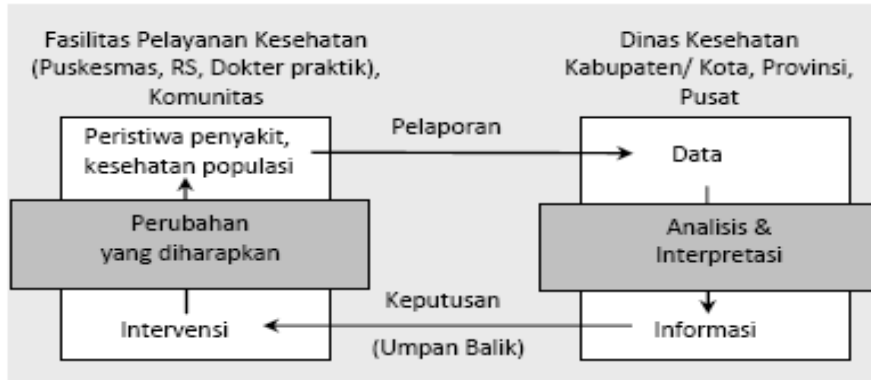 Fasilitas Pelayanan Kesehatan
(Puskesmas, RS, Dokter praktik),
Komunitas
Dinas Kesehatan
Kabupaten/ Kota, Provinsi,
Pusat
Peristiwa penyakit,
kesehatan populasi
Pelaporan
Data
Perubahan
yang diharapkan
Analisis &
Interpretasi
Intervensi
Keputusan
(Umpan Balik)
Informasi